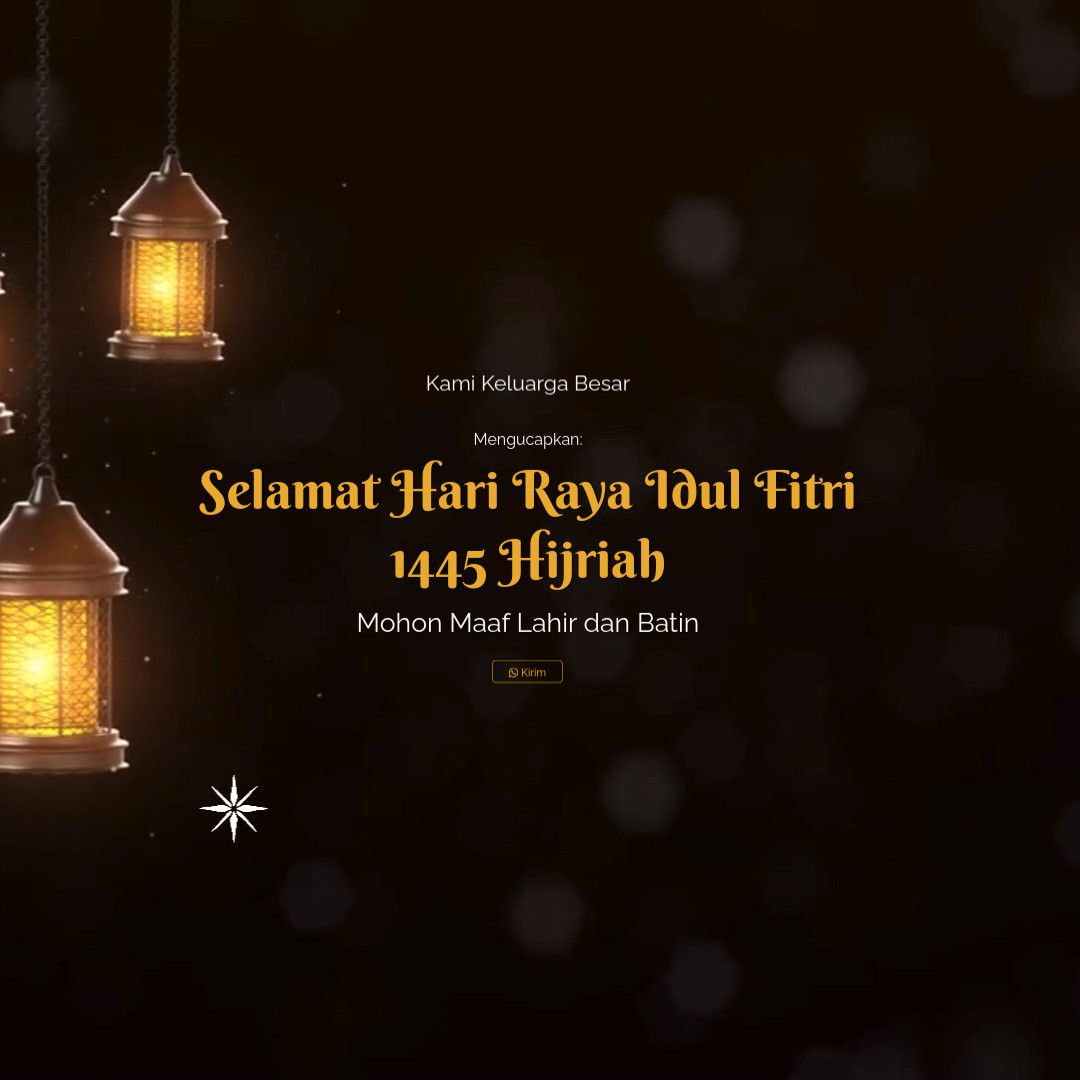 Kami Keluarga Besar
Mengucapkan:
Selamat Hari Raya Idul Fitri
1445 Hijriah
Mohon Maaf Lahir dan Batin
Kirim